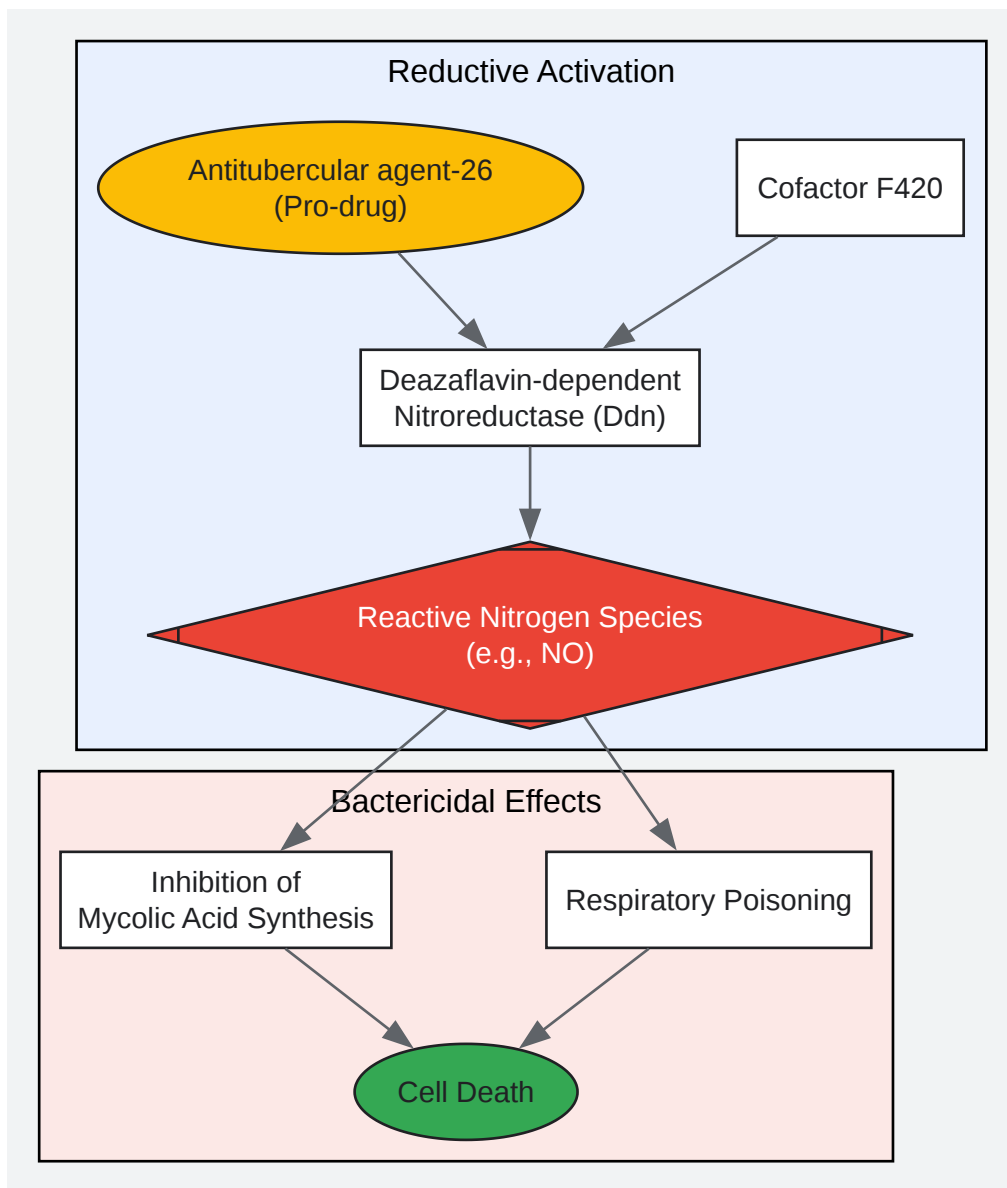 Reductive Activation
Antitubercular agent-26
(Pro-drug)
Cofactor F420
Deazaflavin-dependent
Nitroreductase (Ddn)
Reactive Nitrogen Species
(e.g., NO)
Bactericidal Effects
Inhibition of
Mycolic Acid Synthesis
Respiratory Poisoning
Cell Death